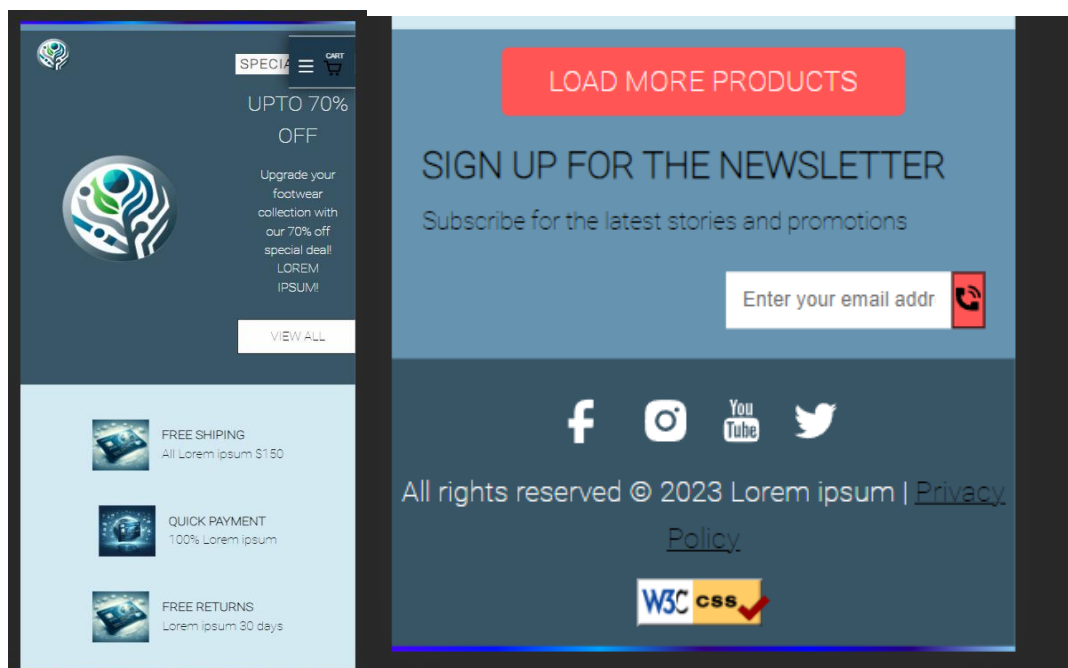 CART
SPECIA
UPTO 70%
OFF
Upgrade your
footwear
collection with
our 70% off
special deal!
LOREM
IPSUM!
VIEW ALL
FREE SHIPING
All Lorem ipsum $150
QUICK PAYMENT
100% Lorem ipsum
FREE RETURNS
Lorem ipsum 30 days
LOAD MORE PRODUCTS
SIGN UP FOR THE NEWSLETTER
Subscribe for the latest stories and promotions
Enter your email addr
You
Tube
All rights reserved © 2023 Lorem ipsum | Privacy
Policy
W3C css